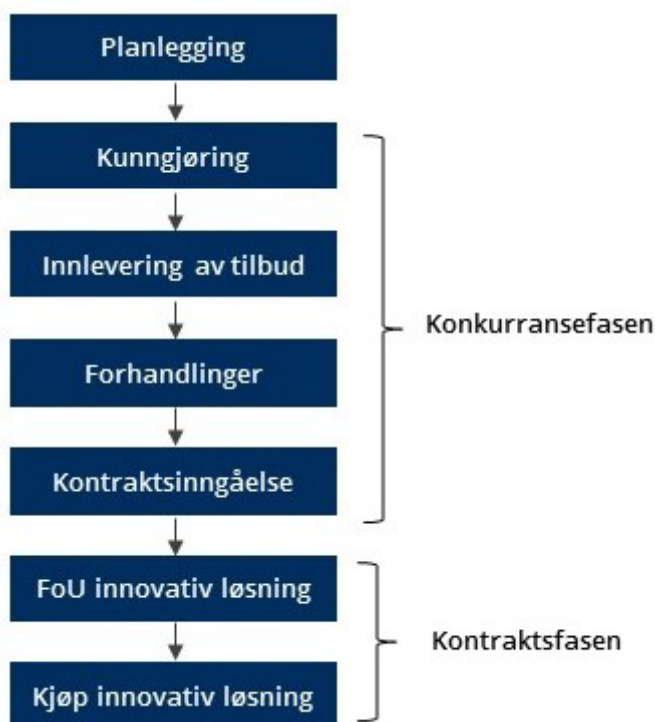 Planlegging
Kunngjøring
Innlevering av tilbud
Forhandlinger
Kontraktsinngåelse
Konkurransefasen
FoU innovativ løsning
Kjøp innovativ løsning
Kontraktsfasen